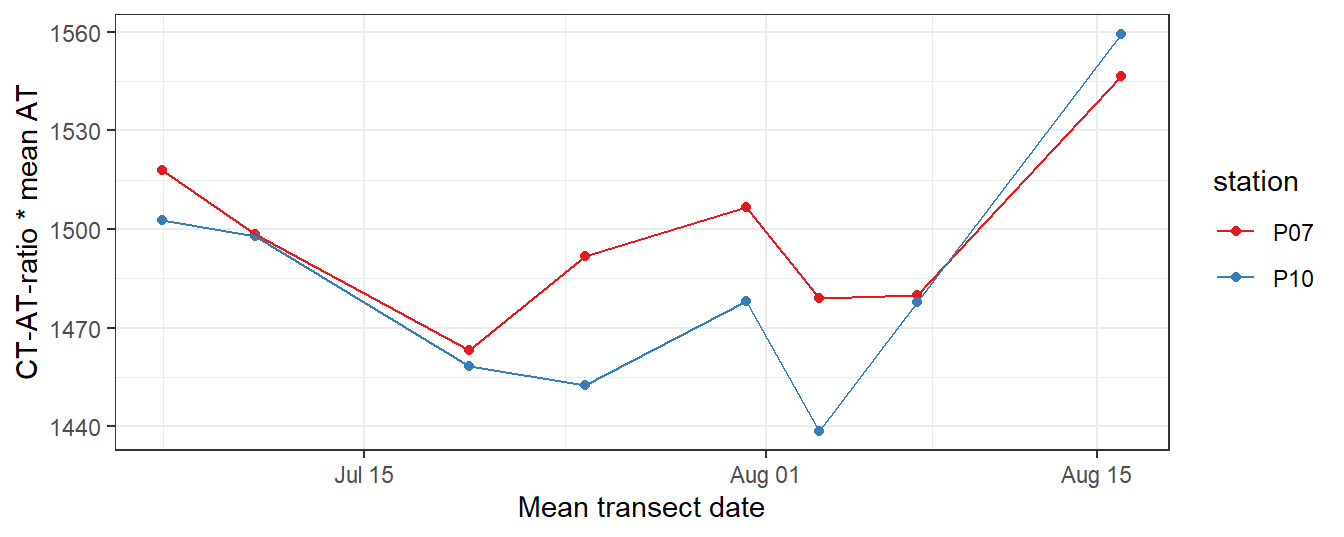 CT-AT-ratio * mean AT
1560
1530
1500
1470
1440
Jul 15
Aug 01
Aug 15
Mean transect date
station
P07
P10